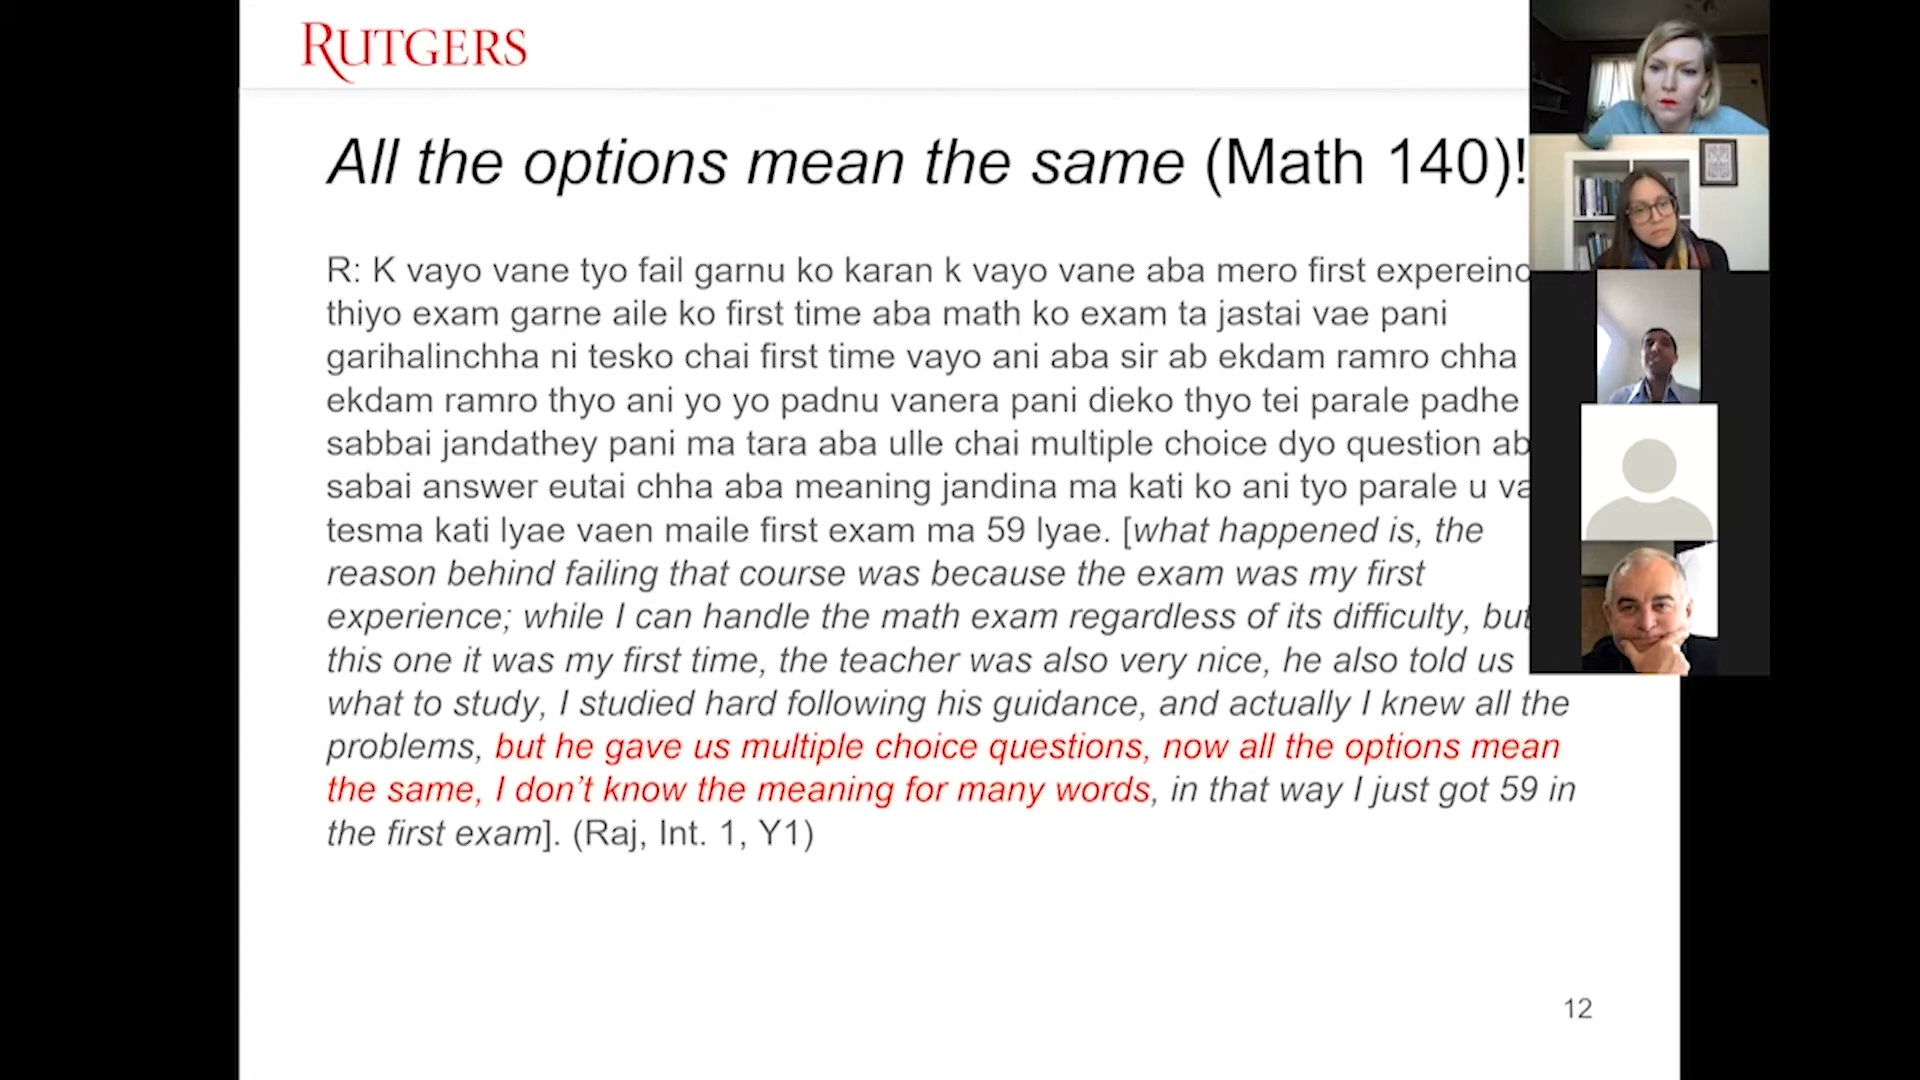 RUTGERS
All the options mean the same (Math 140)!
R: K vayo vane tyo fail garnu ko karan k vayo vane aba mero first
thiyo exam garne aile ko first time aba math ko exam ta jastai vae pani
garihalinchha ni tesko chai first time vayo ani aba sir ab ekdam ramro chha
ekdam ramro thyo ani yo yo padnu vanera pani dieko thyo tei parale padhe
sabbai jandathey pani ma tara aba ulle chai multiple choice dyo question
sabai answer eutai chha aba meaning jandina ma kati ko ani tyo parale u
tesma kati lyae vaen maile first exam ma 59 lyae. [what happened is, the
reason behind failing that course was because the exam was my first
experience; while I can handle the math exam regardless of its difficulty, but
this one it was my first time, the teacher was also very nice, he also told us
what to study, I studied hard following his guidance, and actually I knew all the
problems, but he gave us multiple choice questions, now all the options mean
the same, I don’t know the meaning for many words, in that way I just got 59 in
the first exam]. (Raj, Int. 1, Y1)
12